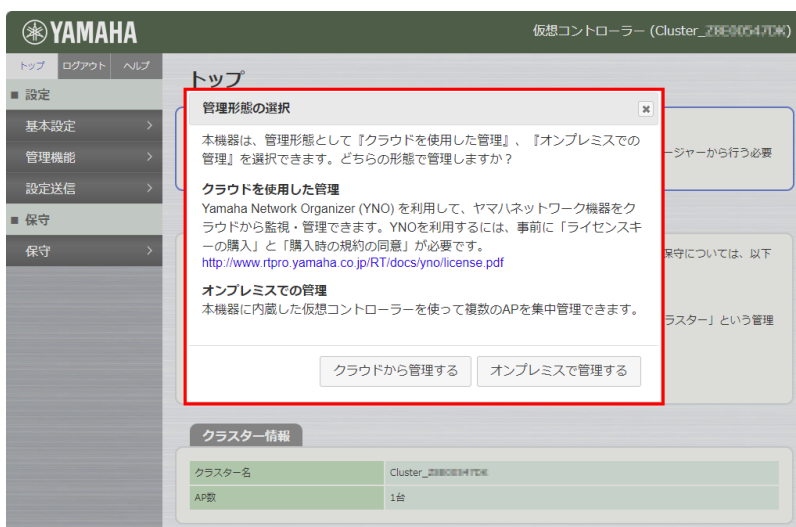 YAMAHA
仮想コントローラー (Cluster_
トップ ログアウト ヘルプ
トップ
■ 設定
基本設定
管理機能
設定送信
■ 保守
保守
管理形態の選択
本機器は、管理形態として『クラウドを使用した管理』、『オンプレミスでの
管理』を選択できます。どちらの形態で管理しますか？
クラウドを使用した管理
Yamaha Network Organizer (YNO) を利用して、ヤマハネットワーク機器をク
ラウドから監視・管理できます。YNOを利用するには、事前に「ライセンスキ
ーの購入」と「購入時の規約の同意」が必要です。
http://www.rtpro.yamaha.co.jp/RT/docs/yno/license.pdf
オンプレミスでの管理
本機器に内蔵した仮想コントローラーを使って複数のAPを集中管理できます。
クラウドから管理する オンプレミスで管理する
ージャーから行う必要
保守については、以下
ラスター」という管理
クラスター情報
クラスター名 Cluster_
AP数 1台